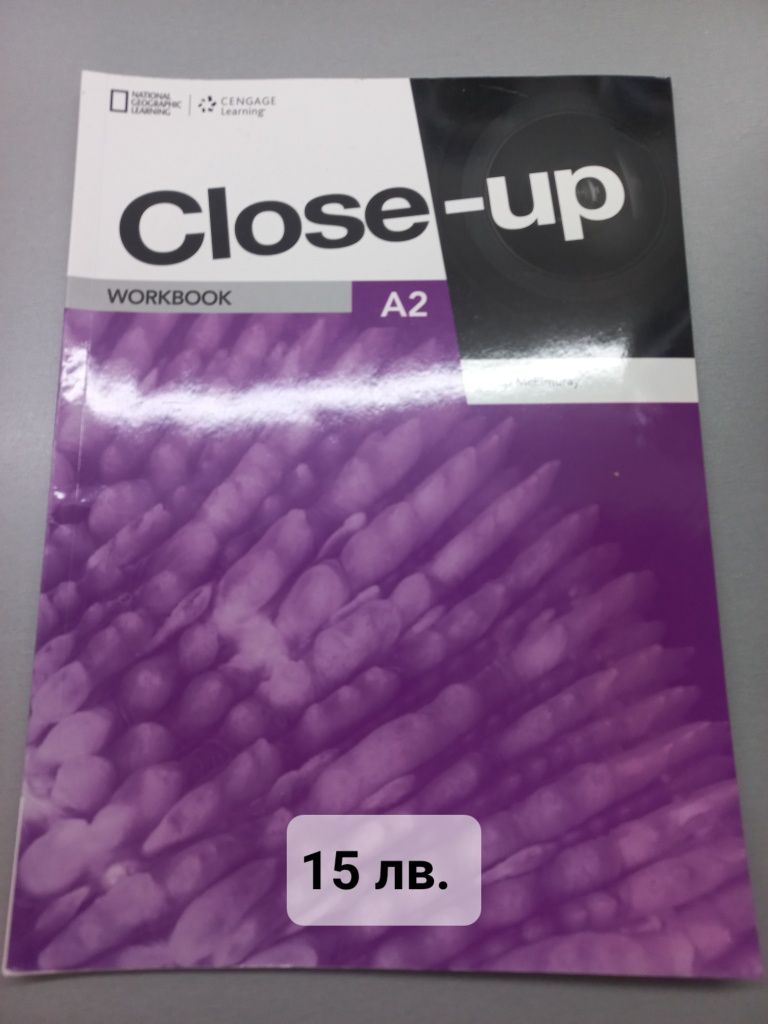 NATIONAL
GEOGRAPHIC
LEARNING
CENGAGE
Learning
Close-up
WORKBOOK
A2
15 лв.